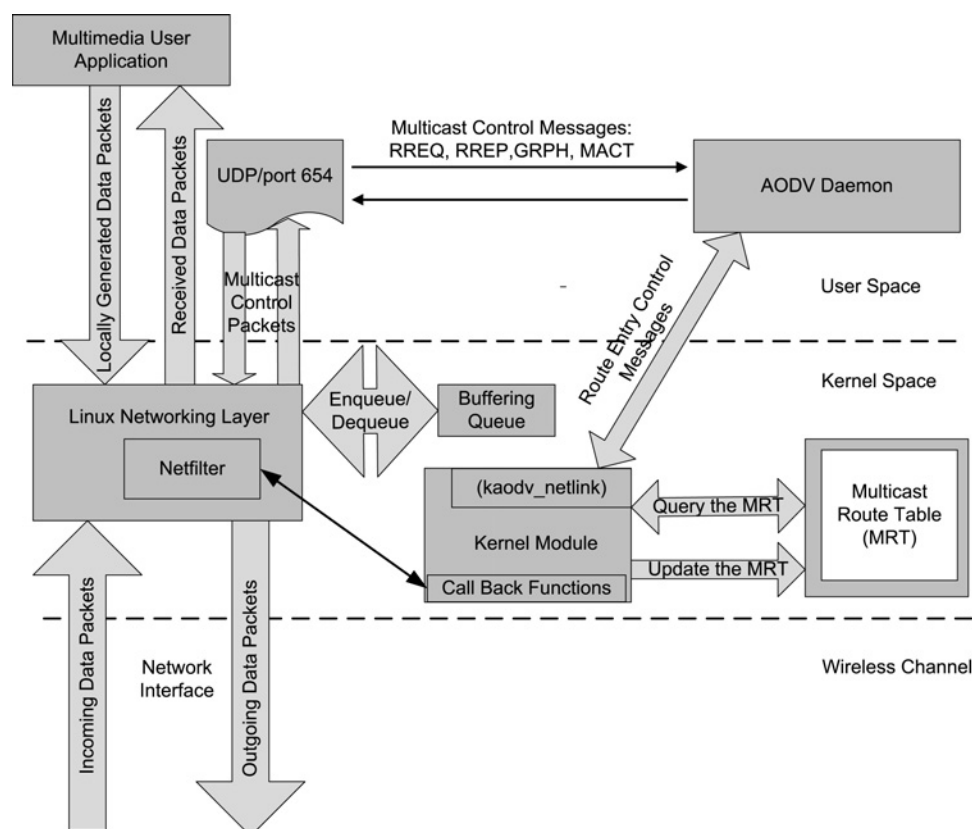 Multimedia User
Application
Locally Generated Data Packets
Received Data Packets
UDP/port 654
Multicast Control Messages:
RREQ, RREP,GRPH, MACT
AODV Daemon
Multicast
Control
Packets
Route Entry Control
Messages
User Space
Kernel Space
Linux Networking Layer
Netfilter
Enqueue/
Dequeue
Buffering
Queue
(kaodv_netlink)
Kernel Module
Call Back Functions
Query the MRT
Update the MRT
Multicast
Route Table
(MRT)
Incoming Data Packets
Network
Interface
Outgoing Data Packets
Wireless Channel